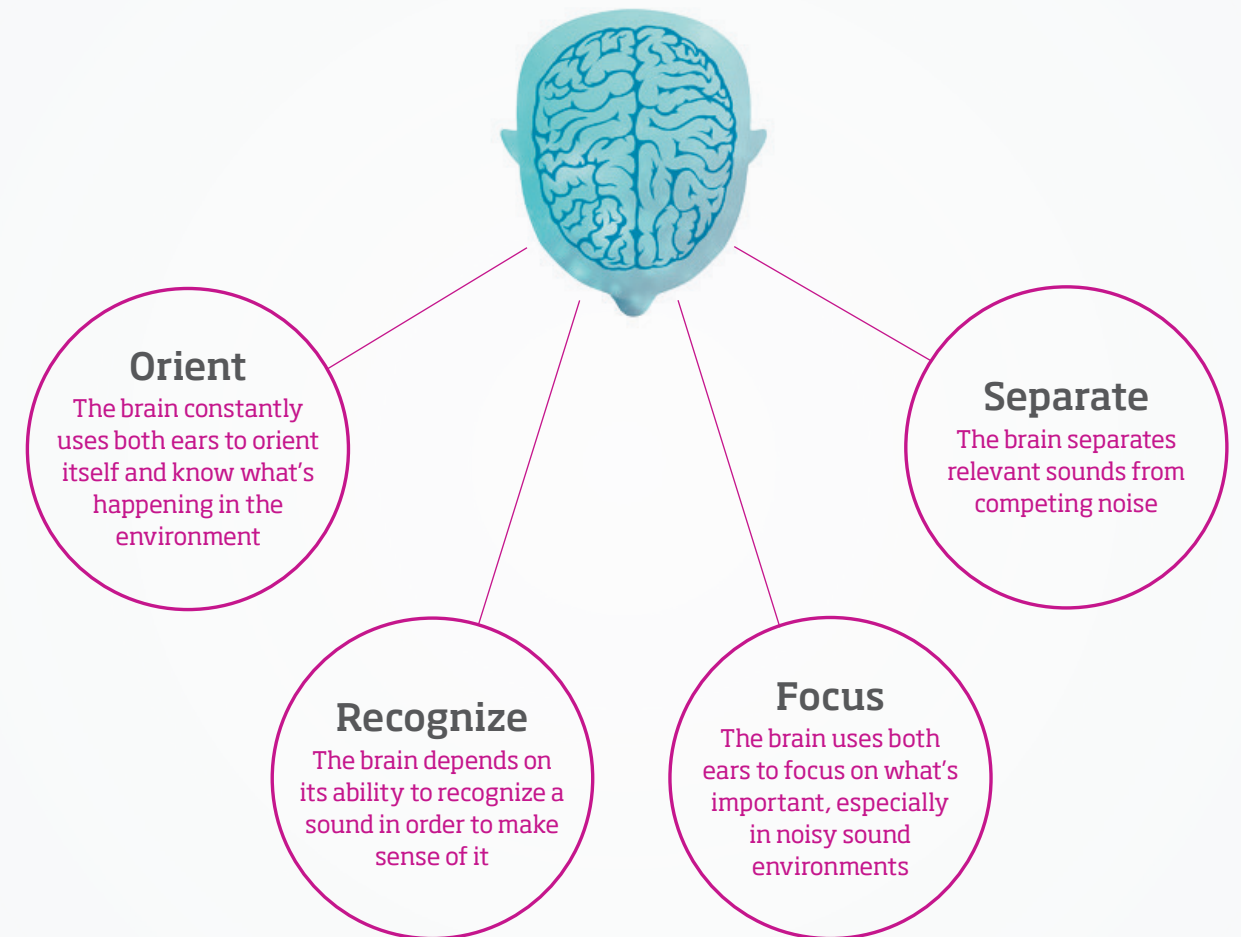 Orient
The brain constantly
uses both ears to orient
itself and know what's
happening in the
environment
Recognize
The brain depends on
its ability to recognize a
sound in order to make
sense of it
Focus
The brain uses both
ears to focus on what's
important, especially
in noisy sound
environments
Separate
The brain separates
relevant sounds from
competing noise